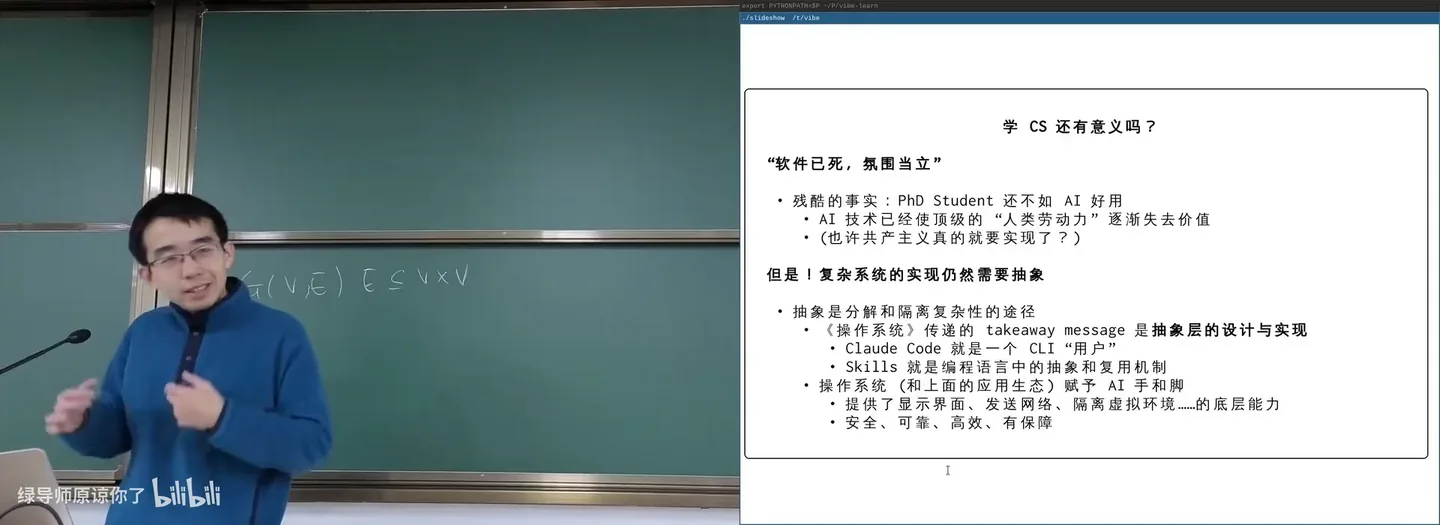 G(V,E) E ⊆ V×V
绿导师原谅你了 bilibili
export PYTHONPATH=$P ~/P/vibe-learn
./slideshow /t/vibe
学 CS 还有意义吗？
“软件已死，氛围当立”
• 残酷的事实：PhD Student 还不如 AI 好用
• AI 技术已经使顶级的 “人类劳动力” 逐渐失去价值
• (也许共产主义真的就要实现了？)
但是！复杂系统的实现仍然需要抽象
• 抽象是分解和隔离复杂性的途径
• 《操作系统》传递的 takeaway message 是抽象层的设计与实现
• Claude Code 就是一个 CLI “用户”
• Skills 就是编程语言中的抽象和复用机制
• 操作系统 (和上面的应用生态) 赋予 AI 手和脚
• 提供了显示界面、发送网络、隔离虚拟环境……的底层能力
• 安全、可靠、高效、有保障